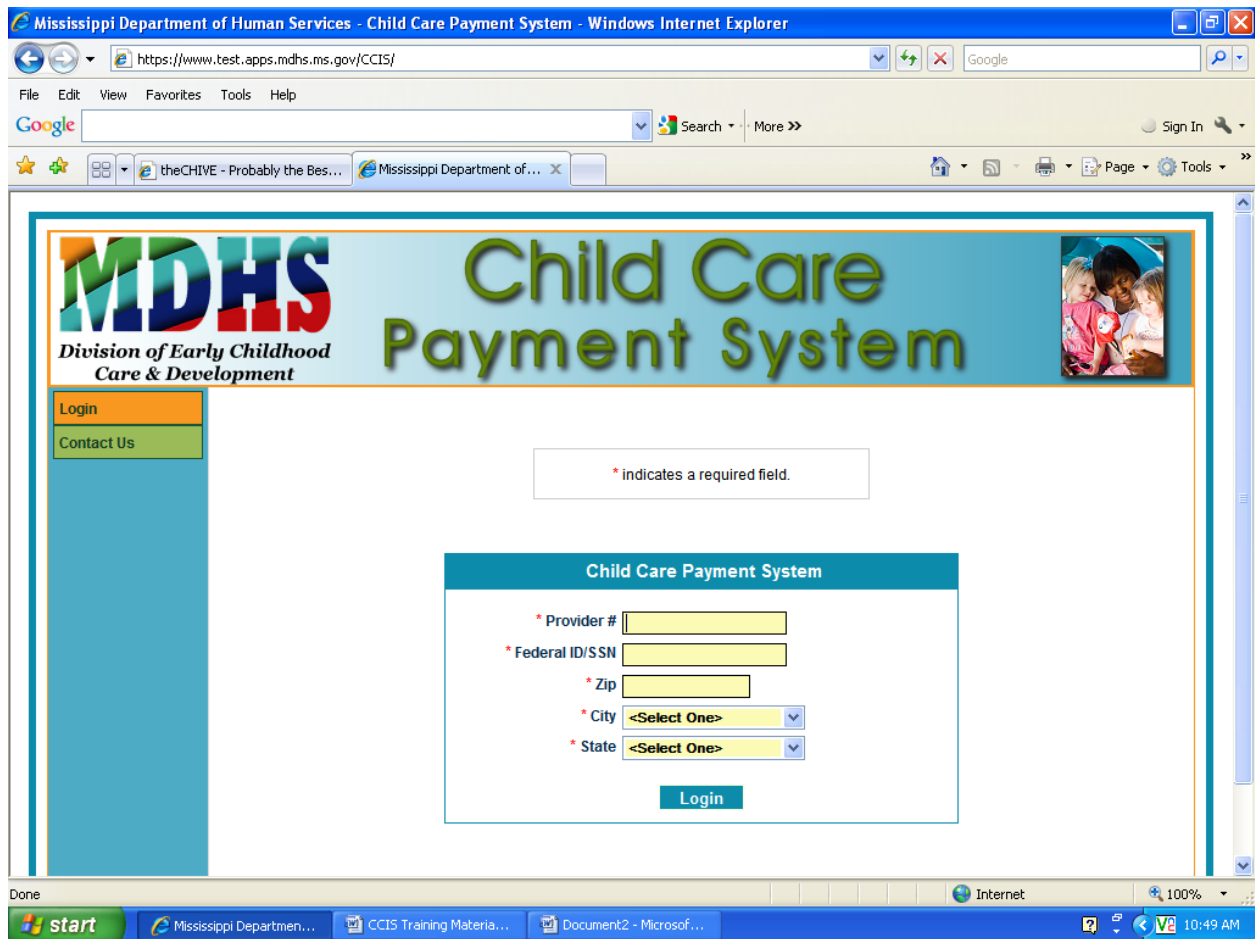 Mississippi Department of Human Services - Child Care Payment System - Windows Internet Explorer
https://www.test.apps.mdhs.ms.gov/CCIS/
Google
File Edit View Favorites Tools Help
Google Search More >> Sign In
theCHIVE - Probably the Bes... Mississippi Department of... X Page Tools »
MDHS
Division of Early Childhood
Care & Development
Child Care
Payment System
Login
Contact Us
* indicates a required field.
Child Care Payment System
* Provider #
* Federal ID/SSN
* Zip
* City <Select One>
* State <Select One>
Login
Done Internet 100%
start Mississippi Departmen... CCIS Training Materia... Document2 - Microsof... 10:49 AM